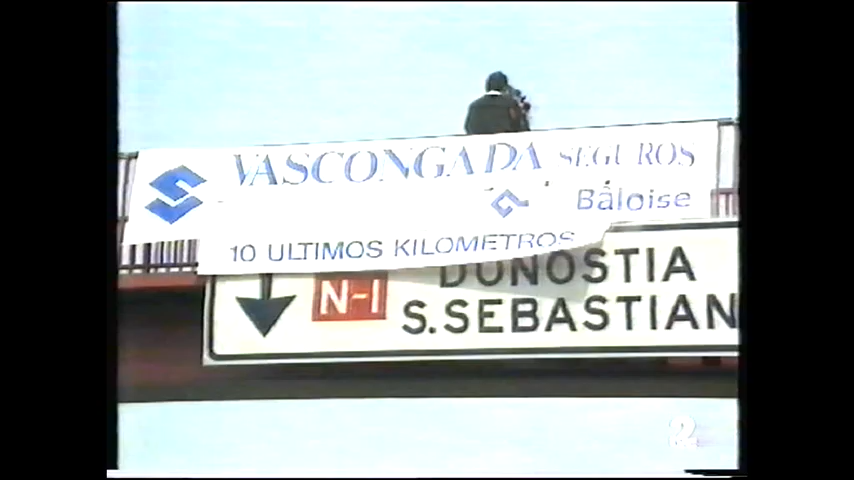 VASCONGADA SEGUROS
Bâloise
10 ULTIMOS KILOMETROS
DONOSTIA
N-I
S.SEBASTIAN
2